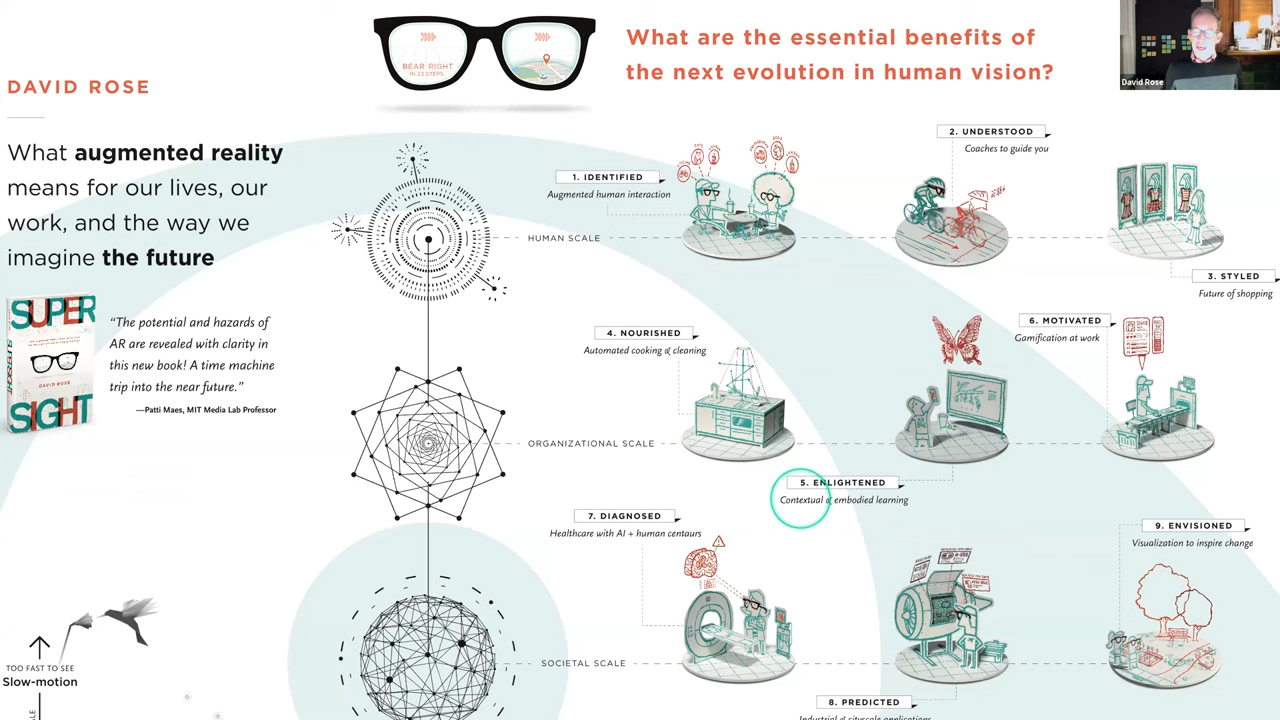 What are the essential benefits of
the next evolution in human vision?
BEAR RIGHT
IN 23 STEPS
David Rose
DAVID ROSE
What augmented reality
means for our lives, our
work, and the way we
imagine the future
SUPER
SIGHT
DAVID ROSE
“The potential and hazards of
AR are revealed with clarity in
this new book! A time machine
trip into the near future.”
—Patti Maes, MIT Media Lab Professor
1. IDENTIFIED
Augmented human interaction
2. UNDERSTOOD
Coaches to guide you
3. STYLED
Future of shopping
HUMAN SCALE
4. NOURISHED
Automated cooking & cleaning
5. ENLIGHTENED
Contextual & embodied learning
6. MOTIVATED
Gamification at work
ORGANIZATIONAL SCALE
7. DIAGNOSED
Healthcare with AI + human centaurs
8. PREDICTED
Industrial & cityscale applications
9. ENVISIONED
Visualization to inspire change
SOCIETAL SCALE
TOO FAST TO SEE
Slow-motion